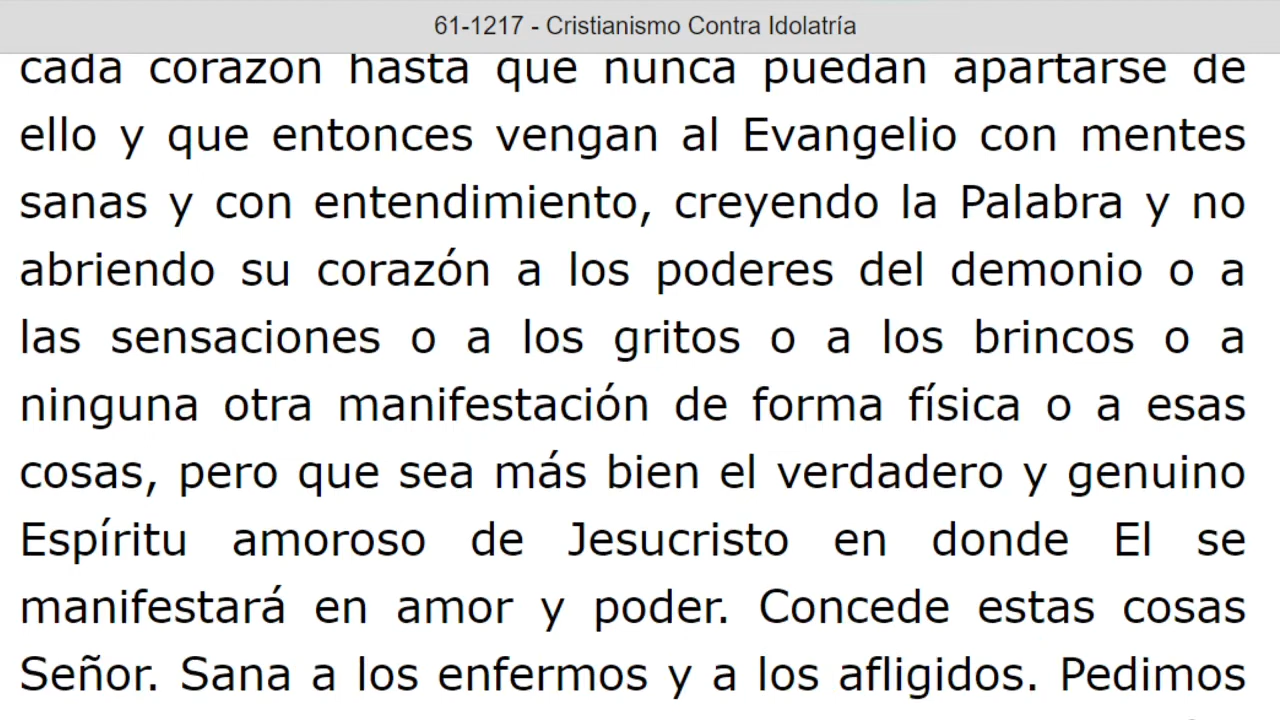 61-1217 - Cristianismo Contra Idolatría
cada corazón hasta que nunca puedan apartarse de
ello y que entonces vengan al Evangelio con mentes
sanas y con entendimiento, creyendo la Palabra y no
abriendo su corazón a los poderes del demonio o a
las sensaciones o a los gritos o a los brincos o a
ninguna otra manifestación de forma física o a esas
cosas, pero que sea más bien el verdadero y genuino
Espíritu amoroso de Jesucristo en donde El se
manifestará en amor y poder. Concede estas cosas
Señor. Sana a los enfermos y a los afligidos. Pedimos